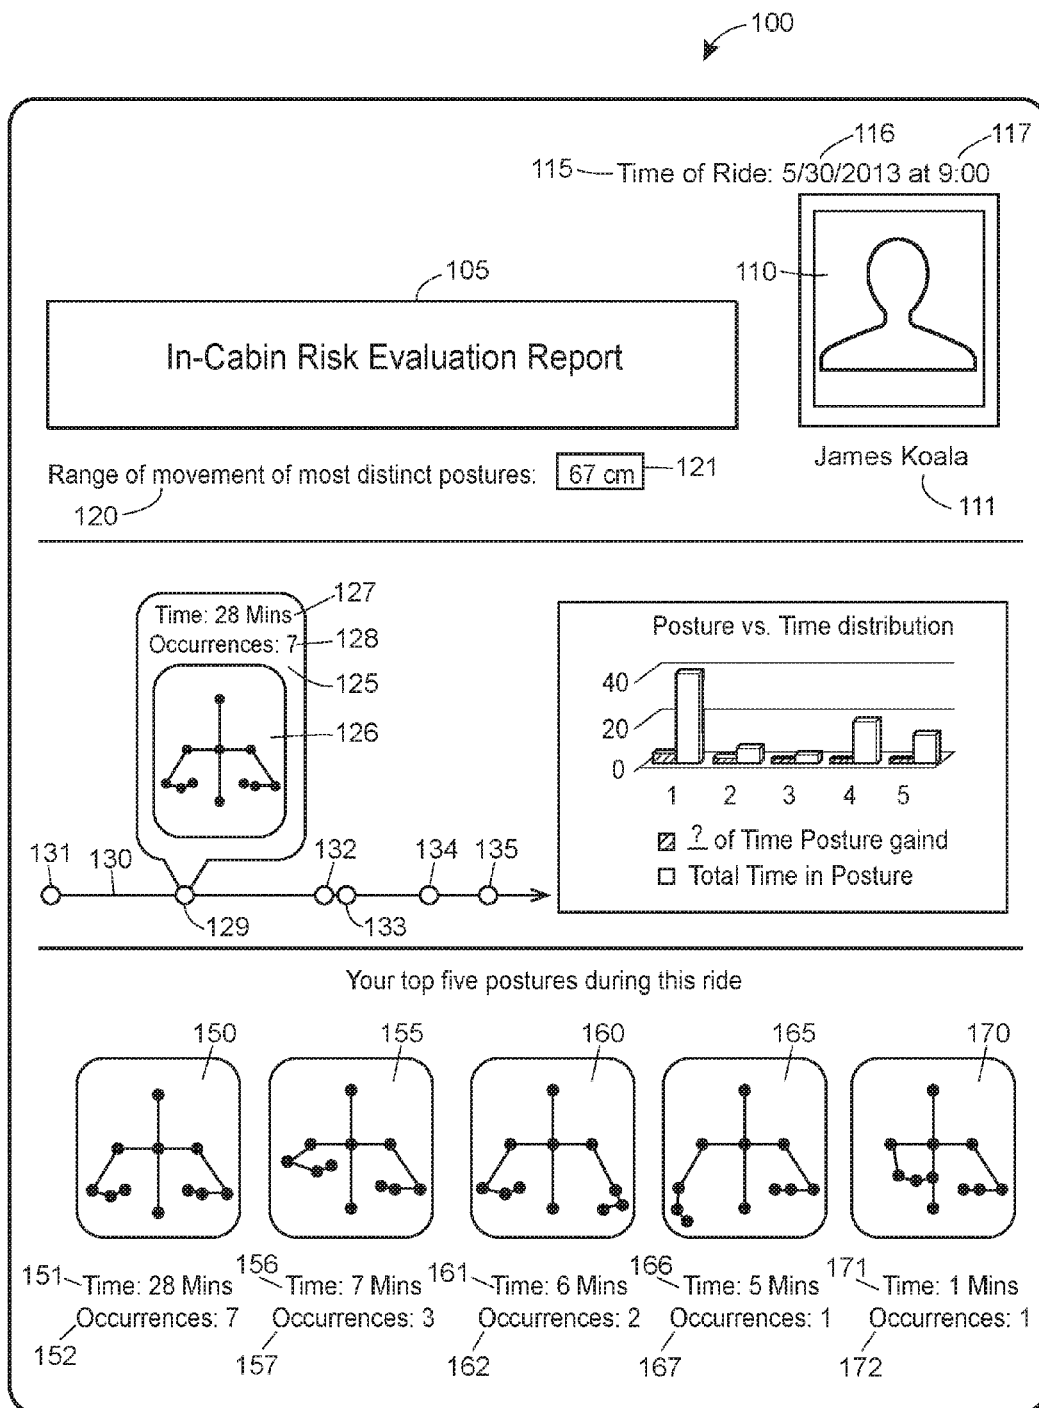 100
116
117
115 Time of Ride: 5/30/2013 at 9:00
105
110
In-Cabin Risk Evaluation Report
James Koala
111
Range of movement of most distinct postures: 67 cm 121
120
Time: 28 Mins 127
Occurrences: 7 128
125
126
131 130 132 134 135
129 133
Posture vs. Time distribution
40
20
0
1 2 3 4 5
? of Time Posture gaind
Total Time in Posture
Your top five postures during this ride
150 155 160 165 170
151 Time: 28 Mins 156 Time: 7 Mins 161 Time: 6 Mins 166 Time: 5 Mins 171 Time: 1 Mins
Occurrences: 7 Occurrences: 3 Occurrences: 2 Occurrences: 1 Occurrences: 1
152 157 162 167 172